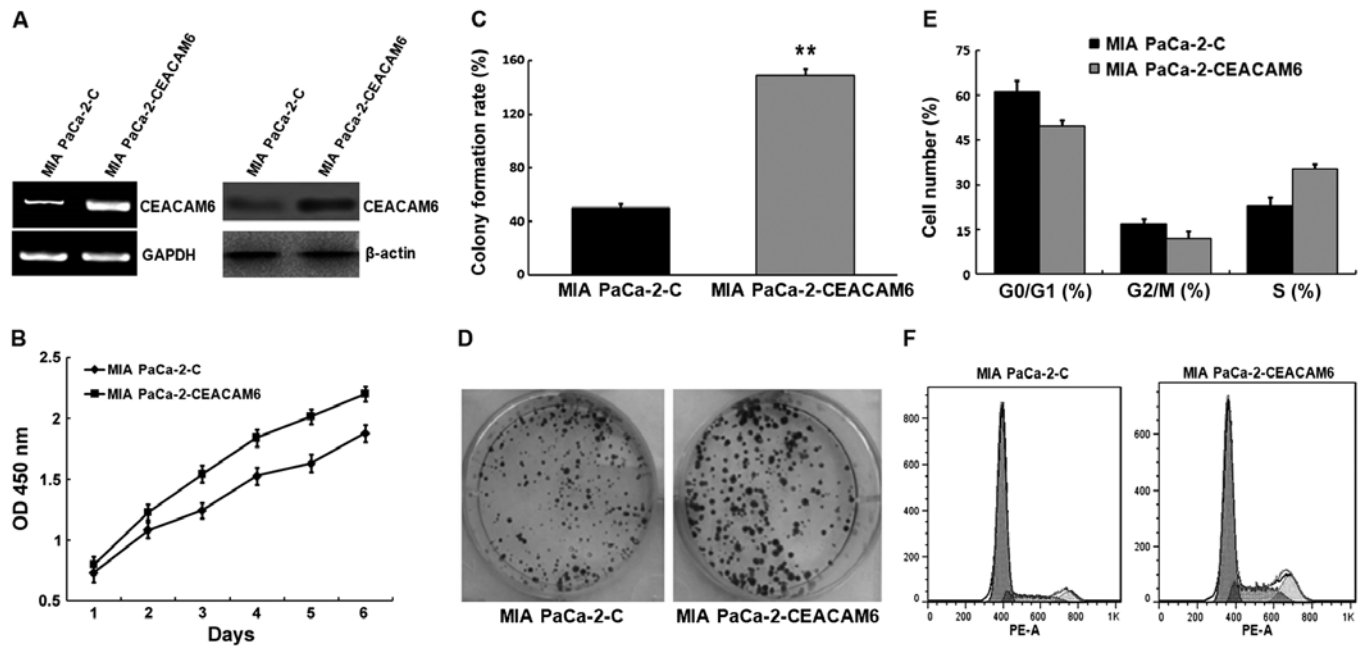 A
MIA PaCa-2-C
MIA PaCa-2-CEACAM6
CEACAM6
GAPDH
MIA PaCa-2-C
MIA PaCa-2-CEACAM6
CEACAM6
β-actin
B
2.5
2
1.5
1
0.5
OD 450 nm
MIA PaCa-2-C
MIA PaCa-2-CEACAM6
1 2 3 4 5 6
Days
C
Colony formation rate (%)
160
120
80
40
0
**
MIA PaCa-2-C MIA PaCa-2-CEACAM6
D
MIA PaCa-2-C MIA PaCa-2-CEACAM6
E
Cell number (%)
75
60
45
30
15
0
MIA PaCa-2-C
MIA PaCa-2-CEACAM6
G0/G1 (%) G2/M (%) S (%)
F
MIA PaCa-2-C
800
600
400
200
0
0 200 400 600 800 1K
PE-A
MIA PaCa-2-CEACAM6
800
600
400
200
0
0 200 400 600 800 1K
PE-A